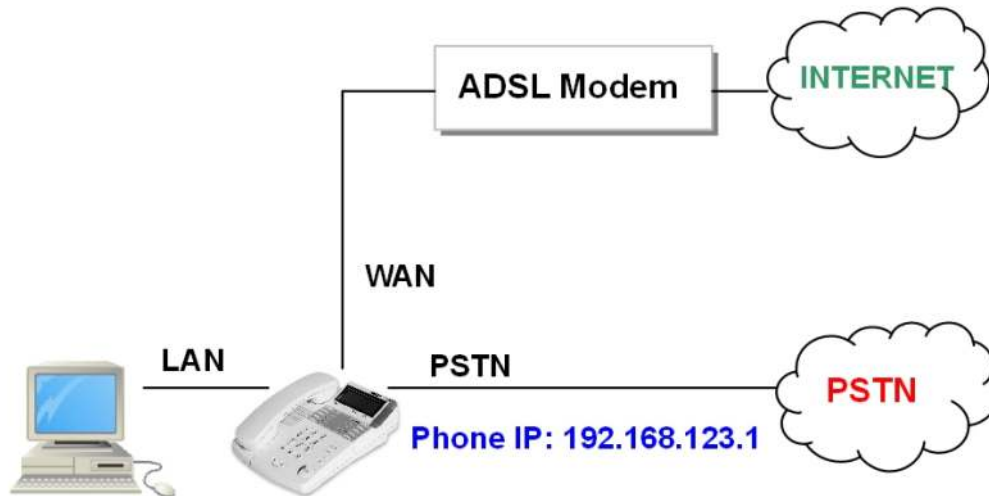 ADSL Modem
INTERNET
WAN
LAN
PSTN
PSTN
Phone IP: 192.168.123.1